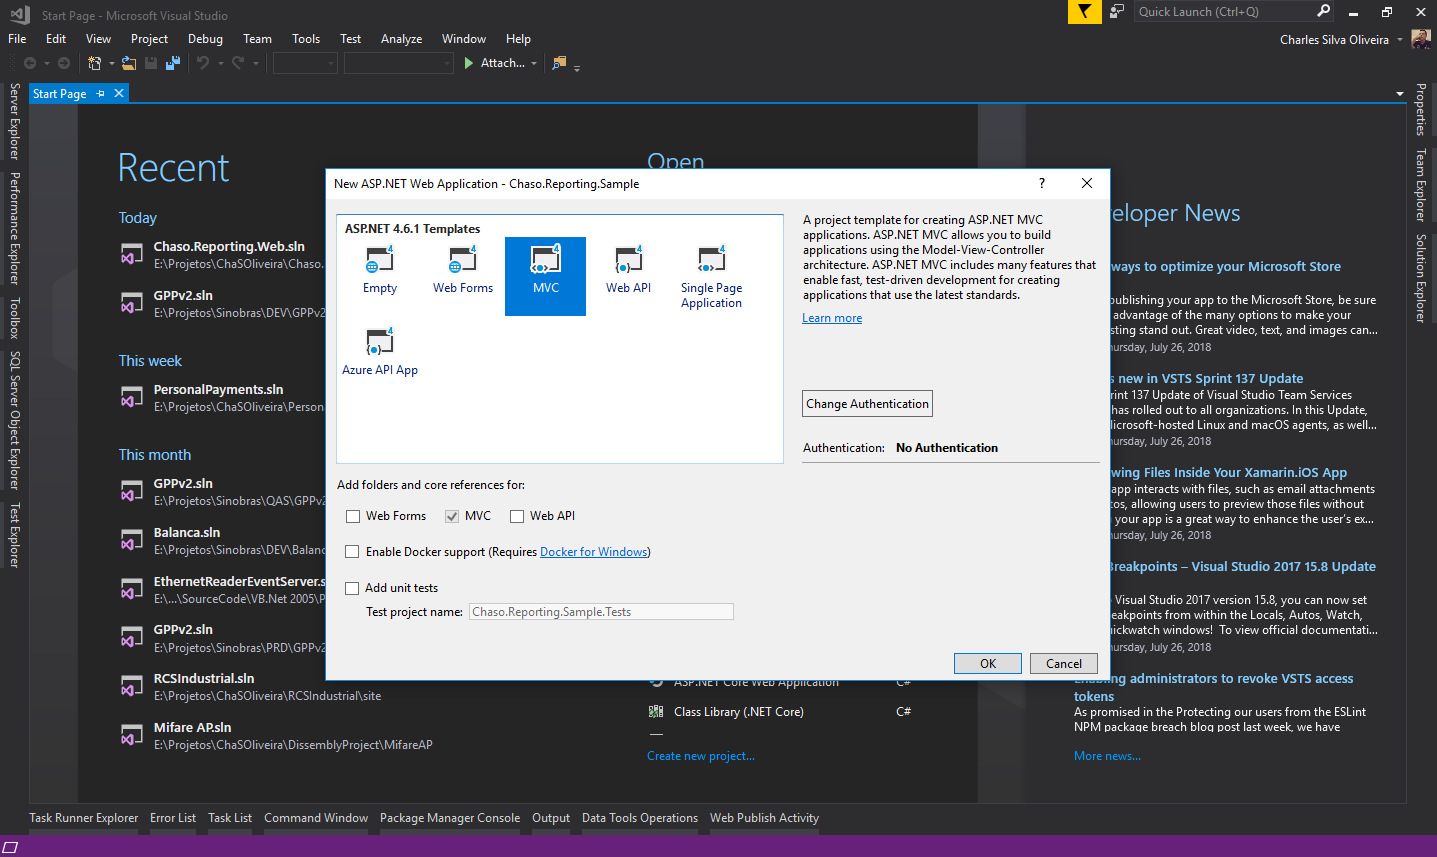 Start Page - Microsoft Visual Studio
Quick Launch (Ctrl+Q)
File Edit View Project Debug Team Tools Test Analyze Window Help
Charles Silva Oliveira
Attach...
Start Page
Server Explorer
Performance Explorer
Toolbox
SQL Server Object Explorer
Test Explorer
Recent
Today
Chaso.Reporting.Web.sln
E:\Projetos\ChaSOliveira\Chaso.
GPPv2.sln
E:\Projetos\Sinobras\DEV\GPPv2
This week
PersonalPayments.sln
E:\Projetos\ChaSOliveira\Person
This month
GPPv2.sln
E:\Projetos\Sinobras\QAS\GPPv2
Balanca.sln
E:\Projetos\Sinobras\DEV\Balanc
EthernetReaderEventServer.s
E:\...\SourceCode\VB.Net 2005\P
GPPv2.sln
E:\Projetos\Sinobras\PRD\GPPv2
RCSIndustrial.sln
E:\Projetos\ChaSOliveira\RCSIndustrial\site
Mifare AP.sln
E:\Projetos\ChaSOliveira\DissemblyProject\MifareAP
Open
New ASP.NET Web Application - Chaso.Reporting.Sample
?
ASP.NET 4.6.1 Templates
Empty
Web Forms
MVC
Web API
Single Page
Application
Azure API App
A project template for creating ASP.NET MVC
applications. ASP.NET MVC allows you to build
applications using the Model-View-Controller
architecture. ASP.NET MVC includes many features that
enable fast, test-driven development for creating
applications that use the latest standards.
Learn more
Change Authentication
Authentication: No Authentication
Add folders and core references for:
Web Forms MVC Web API
Enable Docker support (Requires Docker for Windows)
Add unit tests
Test project name: Chaso.Reporting.Sample.Tests
OK Cancel
ASP.NET Core Web Application C#
Class Library (.NET Core) C#
Create new project...
eloper News
ways to optimize your Microsoft Store
publishing your app to the Microsoft Store, be sure
advantage of the many options to make your
sting stand out. Great video, text, and images can...
ursday, July 26, 2018
s new in VSTS Sprint 137 Update
int 137 Update of Visual Studio Team Services
has rolled out to all organizations. In this Update,
icrosoft-hosted Linux and macOS agents, as well...
ursday, July 26, 2018
wing Files Inside Your Xamarin.iOS App
app interacts with files, such as email attachments
os, allowing users to preview those files without
your app is a great way to enhance the user's ex...
ursday, July 26, 2018
Breakpoints – Visual Studio 2017 15.8 Update
Visual Studio 2017 version 15.8, you can now set
eakpoints from within the Locals, Autos, Watch,
uickwatch windows! To view official documentati...
ursday, July 26, 2018
Enabling administrators to revoke VSTS access
tokens
As promised in the Protecting our users from the ESLint
NPM package breach blog post last week, we have
More news...
Properties
Team Explorer
Solution Explorer
Task Runner Explorer Error List Task List Command Window Package Manager Console Output Data Tools Operations Web Publish Activity